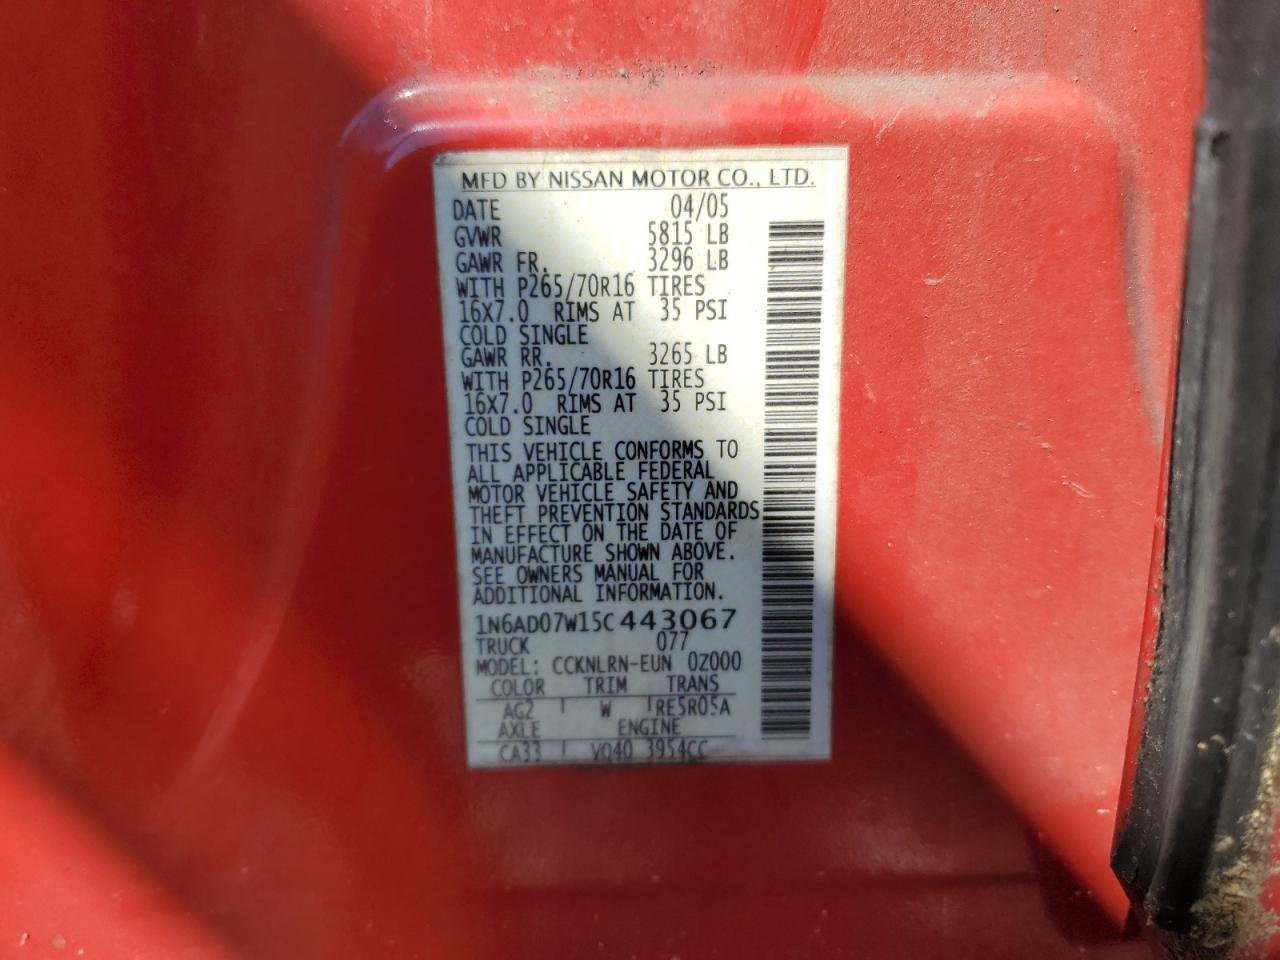 MFD BY NISSAN MOTOR CO., LTD.
DATE 04/05
GVWR 5815 LB
GAWR FR. 3296 LB
WITH P265/70R16 TIRES
16X7.0 RIMS AT 35 PSI
COLD SINGLE
GAWR RR. 3265 LB
WITH P265/70R16 TIRES
16X7.0 RIMS AT 35 PSI
COLD SINGLE
THIS VEHICLE CONFORMS TO
ALL APPLICABLE FEDERAL
MOTOR VEHICLE SAFETY AND
THEFT PREVENTION STANDARDS
IN EFFECT ON THE DATE OF
MANUFACTURE SHOWN ABOVE.
SEE OWNERS MANUAL FOR
ADDITIONAL INFORMATION.
1N6AD07W15C443067
TRUCK 077
MODEL: CCKNLRN-EUN 0Z000
COLOR TRIM TRANS
AG2 W RE5R05A
AXLE ENGINE
CA33 VQ40 3954CC